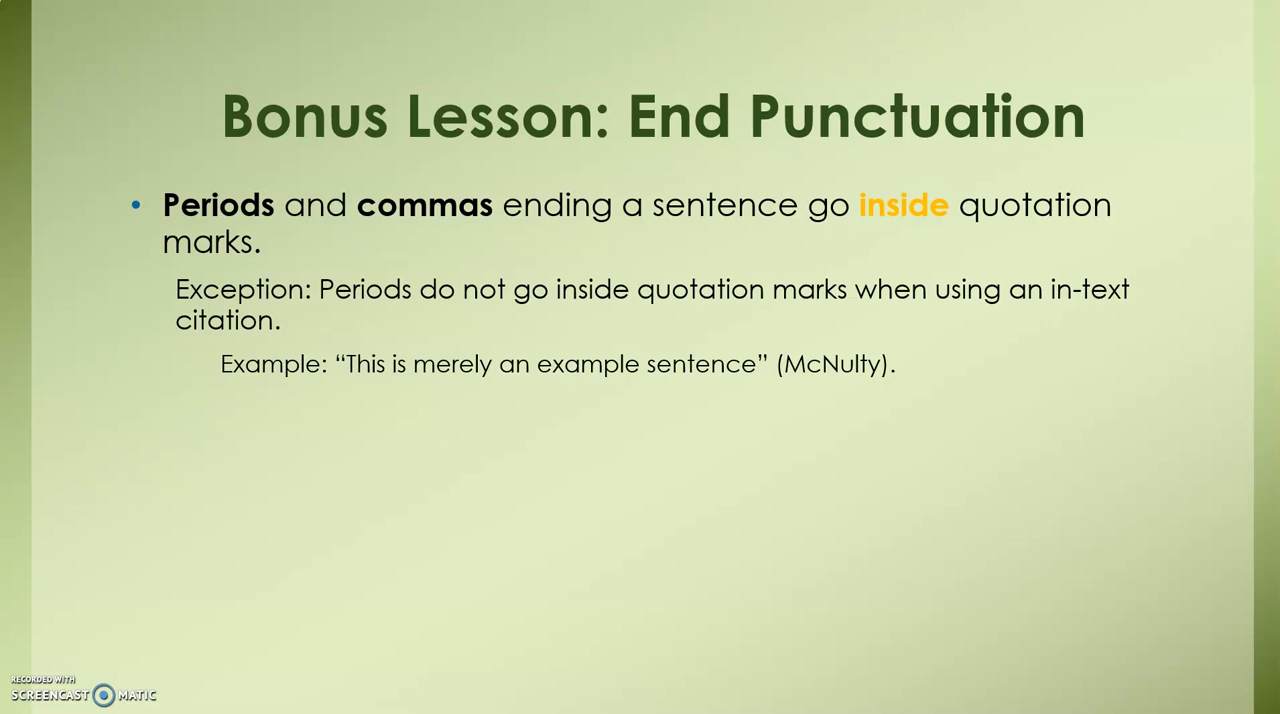 Bonus Lesson: End Punctuation
• Periods and commas ending a sentence go inside quotation
marks.
Exception: Periods do not go inside quotation marks when using an in-text
citation.
Example: “This is merely an example sentence” (McNulty).
RECORDED WITH
SCREENCAST MATIC